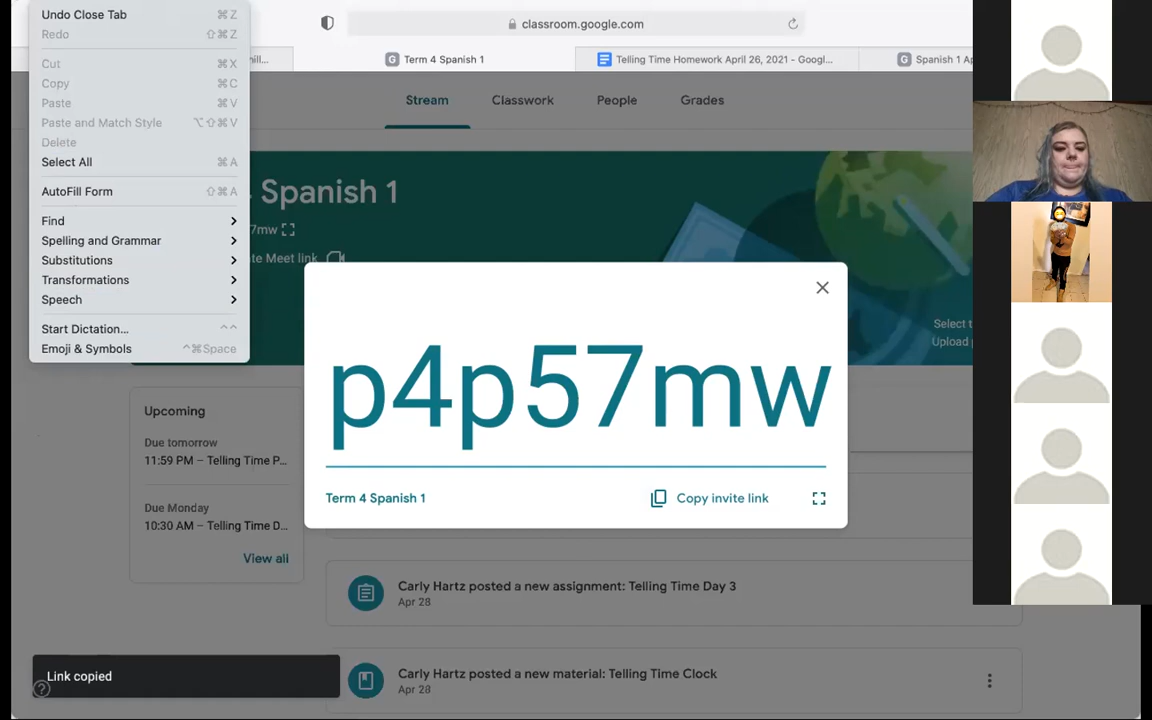 Undo Close Tab ⌘Z
Redo ⇧⌘Z
Cut ⌘X
Copy ⌘C
Paste ⌘V
Paste and Match Style ⌥⇧⌘V
Delete
Select All ⌘A
AutoFill Form ⇧⌘A
Find
Spelling and Grammar
Substitutions
Transformations
Speech
Start Dictation... ^^
Emoji & Symbols ^⌘Space
classroom.google.com
Term 4 Spanish 1
Telling Time Homework April 26, 2021 - Googl...
Spanish 1 Ap
Stream Classwork People Grades
Spanish 1
7mw
te Meet link
Select t
Upload
p4p57mw
Term 4 Spanish 1
Copy invite link
Upcoming
Due tomorrow
11:59 PM – Telling Time P...
Due Monday
10:30 AM – Telling Time D...
View all
Carly Hartz posted a new assignment: Telling Time Day 3
Apr 28
Carly Hartz posted a new material: Telling Time Clock
Apr 28
Link copied